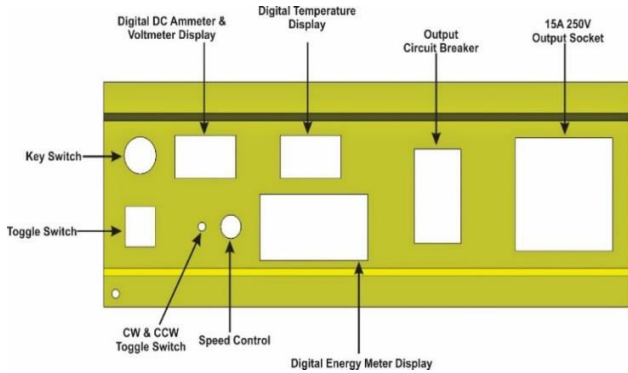 Digital DC Ammeter &
Voltmeter Display
Digital Temperature
Display
Output
Circuit Breaker
15A 250V
Output Socket
Key Switch
Toggle Switch
CW & CCW
Toggle Switch
Speed Control
Digital Energy Meter Display